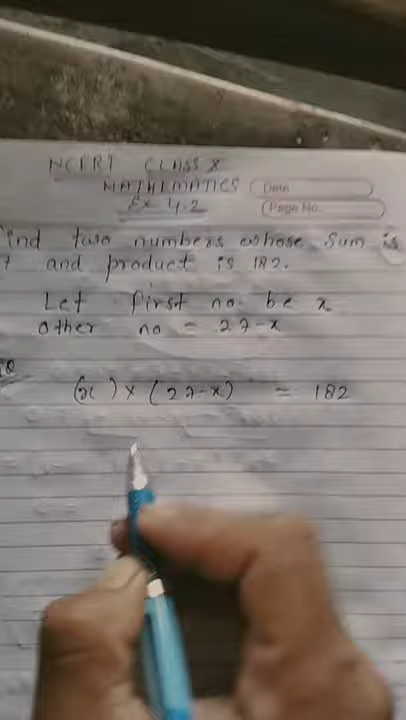 NCERT CLASS X
MATHEMATICS
Date
Ex 4.2
Page No.
ind two numbers whose sum is
7 and product is 182.
Let first no. be x
other no = 27-x
(x) x (27-x) = 182